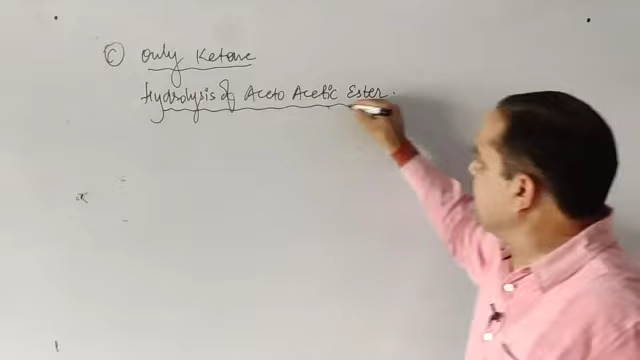 C Only Ketone
Hydrolysis of Aceto Acetic Ester.
x